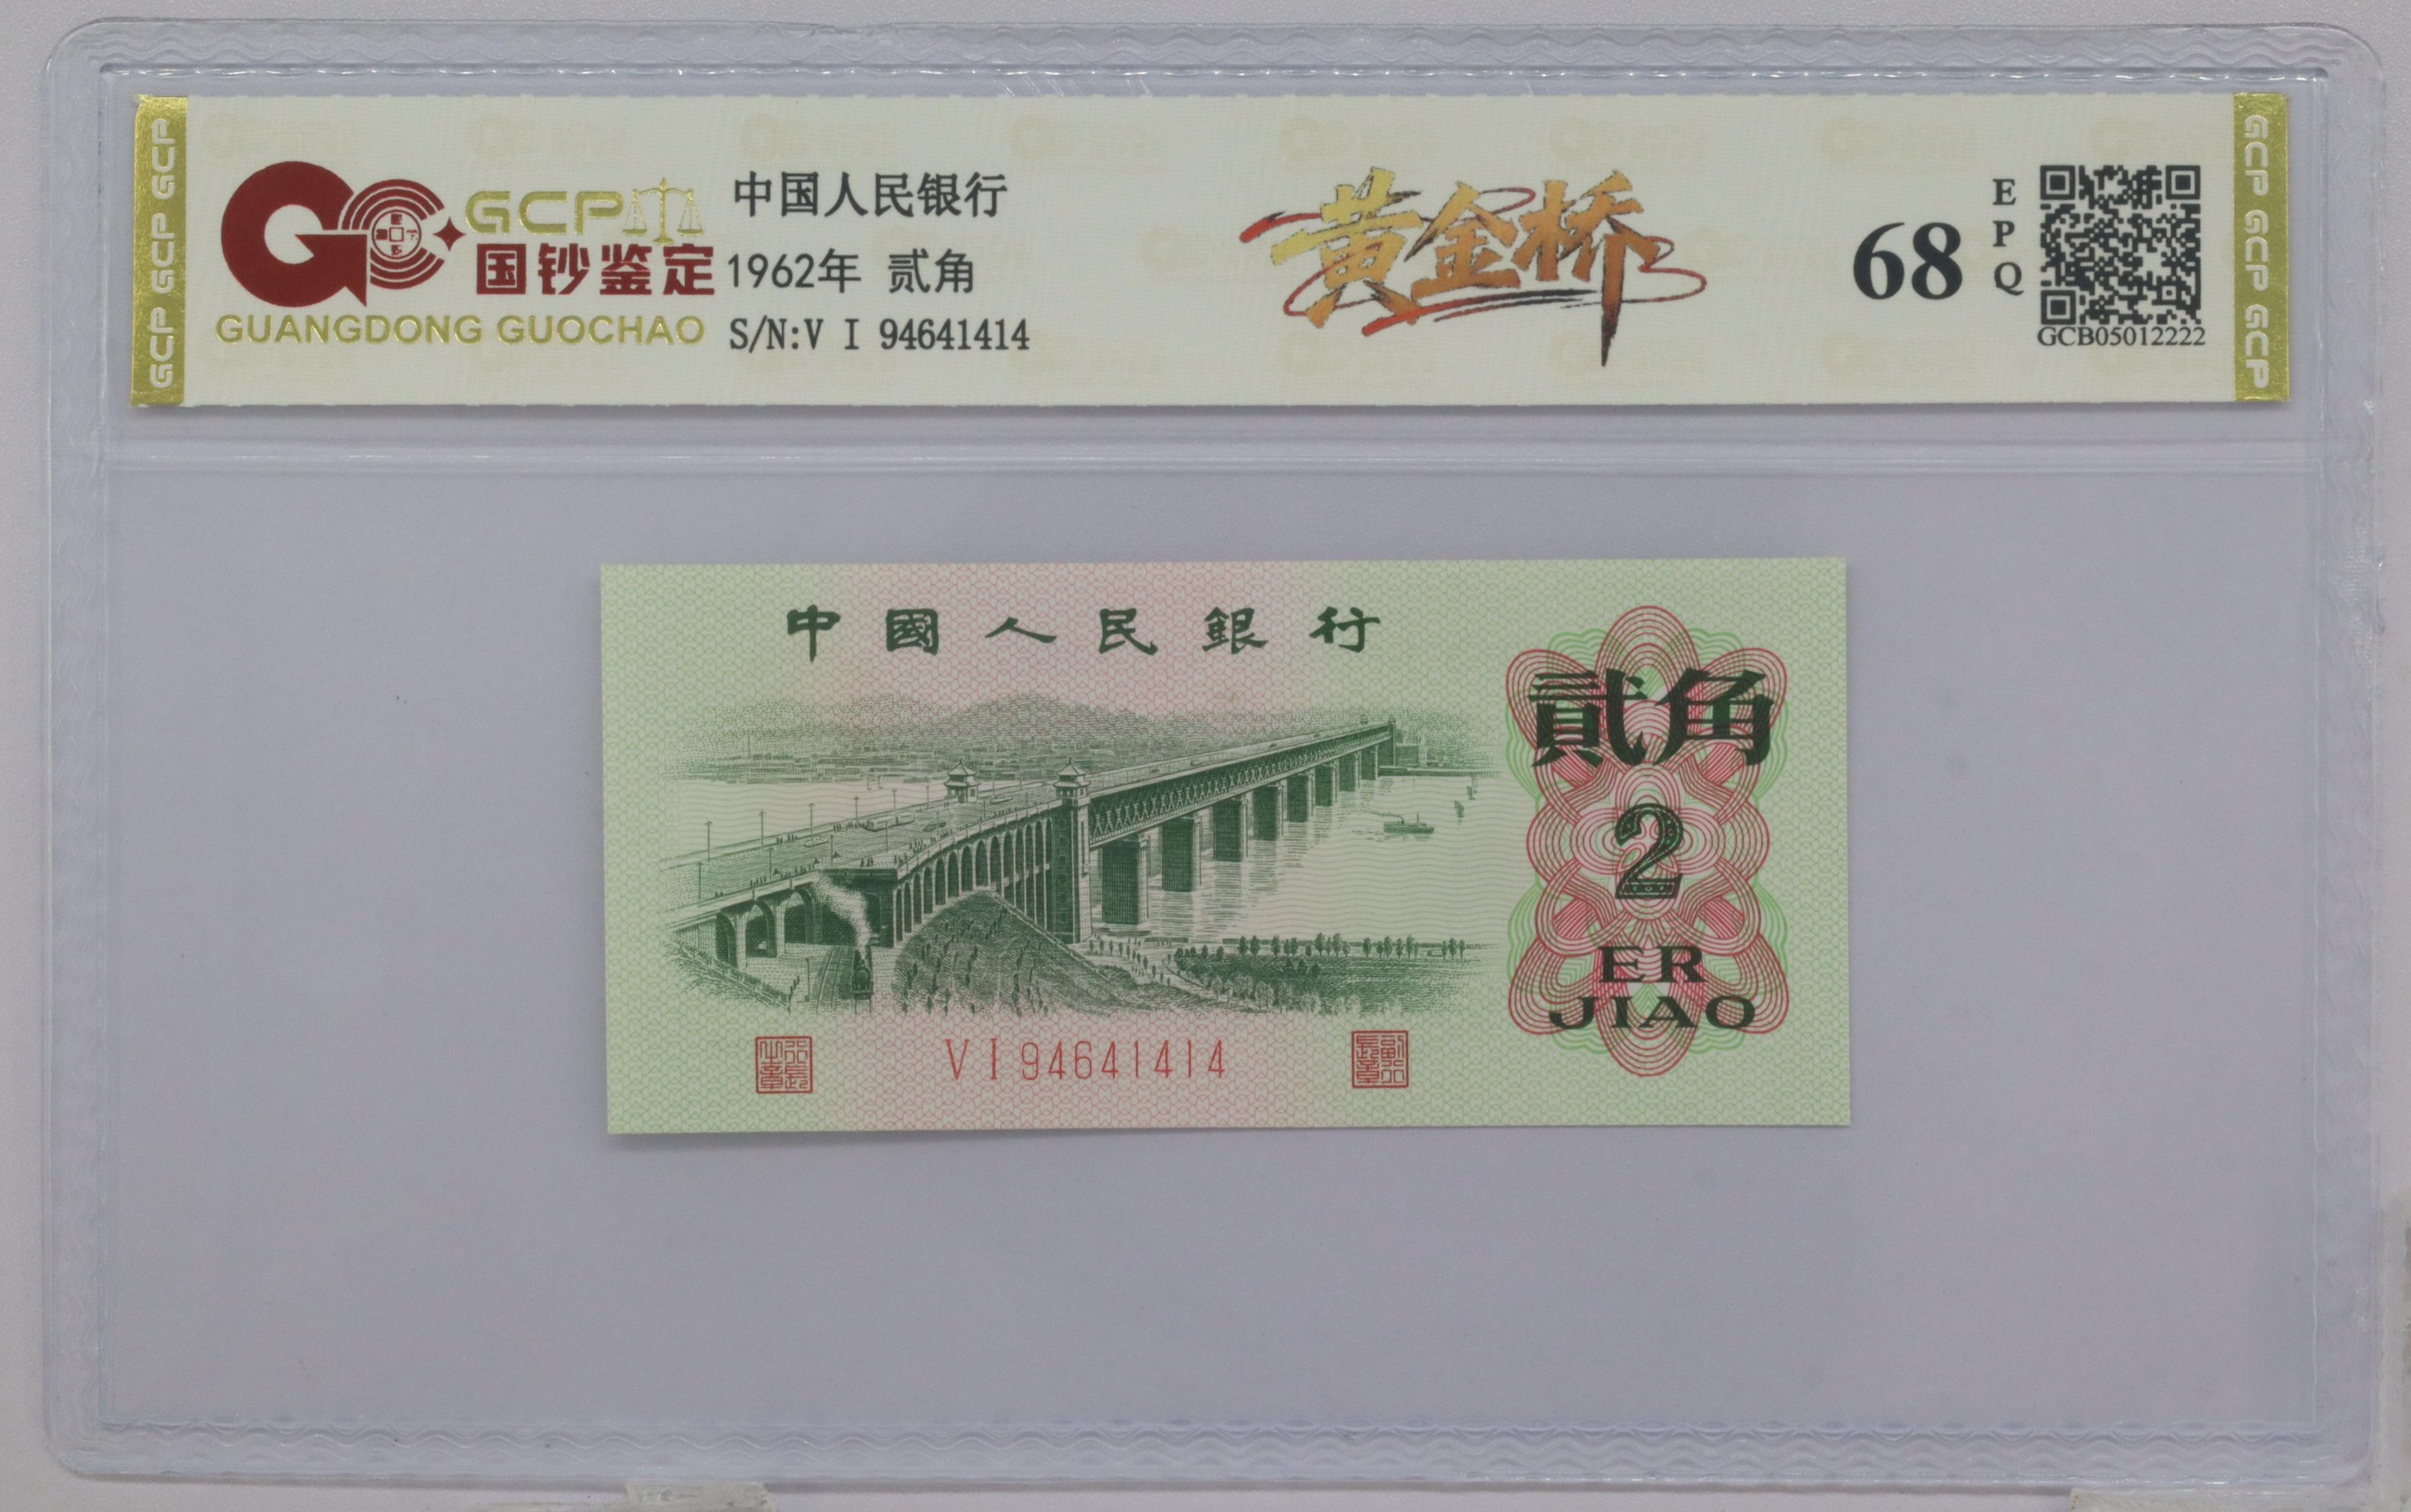 GCP GCP GCP
GCP
国钞鉴定
GUANGDONG GUOCHAO
中国人民银行
1962年 贰角
S/N:V I 94641414
黄金桥
68
EPQ
GCB05012222
GCP GCP GCP
中國人民銀行
貳角
2
ER
JIAO
VI94641414